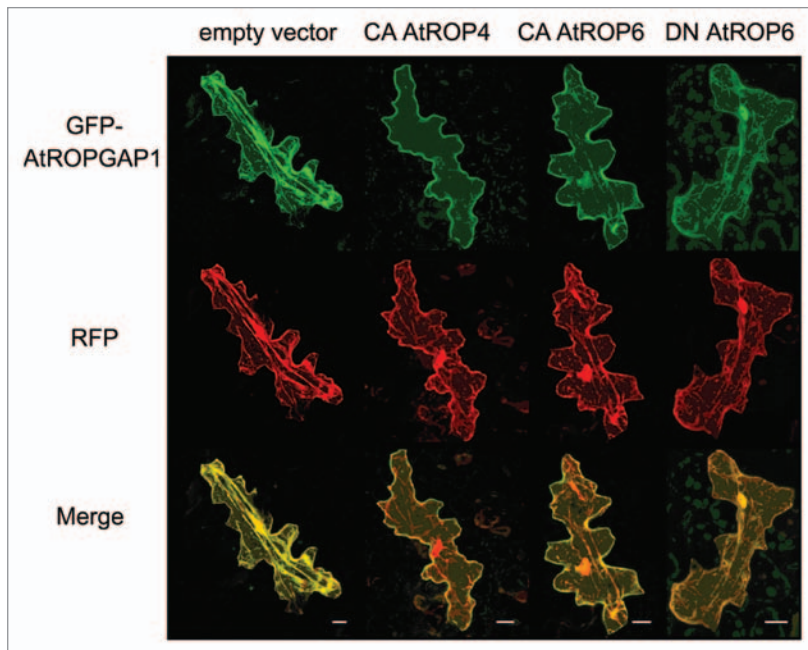 empty vector CA AtROP4 CA AtROP6 DN AtROP6
GFP-
AtROPGAP1
RFP
Merge